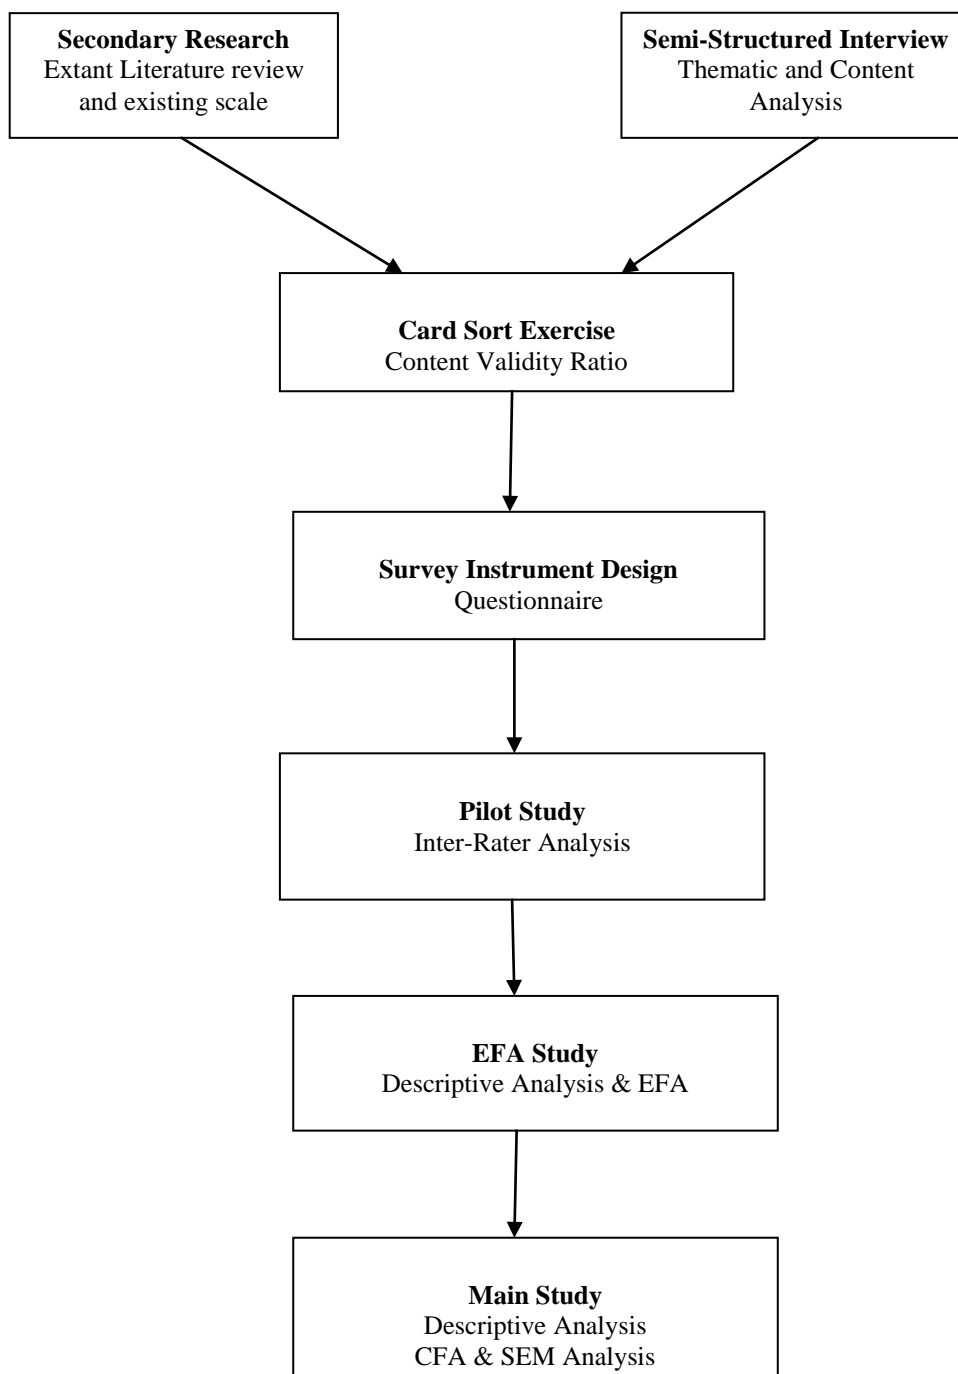 Secondary Research
Extant Literature review
and existing scale
Semi-Structured Interview
Thematic and Content
Analysis
Card Sort Exercise
Content Validity Ratio
Survey Instrument Design
Questionnaire
Pilot Study
Inter-Rater Analysis
EFA Study
Descriptive Analysis & EFA
Main Study
Descriptive Analysis
CFA & SEM Analysis